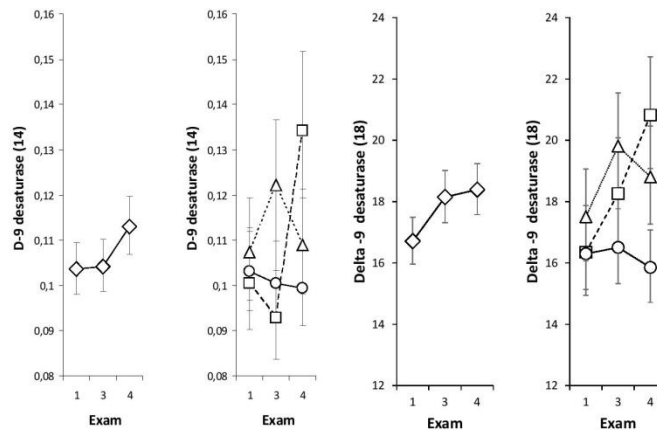 D-9 desaturase (14)
0,16
0,15
0,14
0,13
0,12
0,11
0,1
0,09
0,08
1 3 4
Exam
D-9 desaturase (14)
0,16
0,15
0,14
0,13
0,12
0,11
0,1
0,09
0,08
1 3 4
Exam
Delta -9 desaturase (18)
24
22
20
18
16
14
12
1 3 4
Exam
Delta -9 desaturase (18)
24
22
20
18
16
14
12
1 3 4
Exam